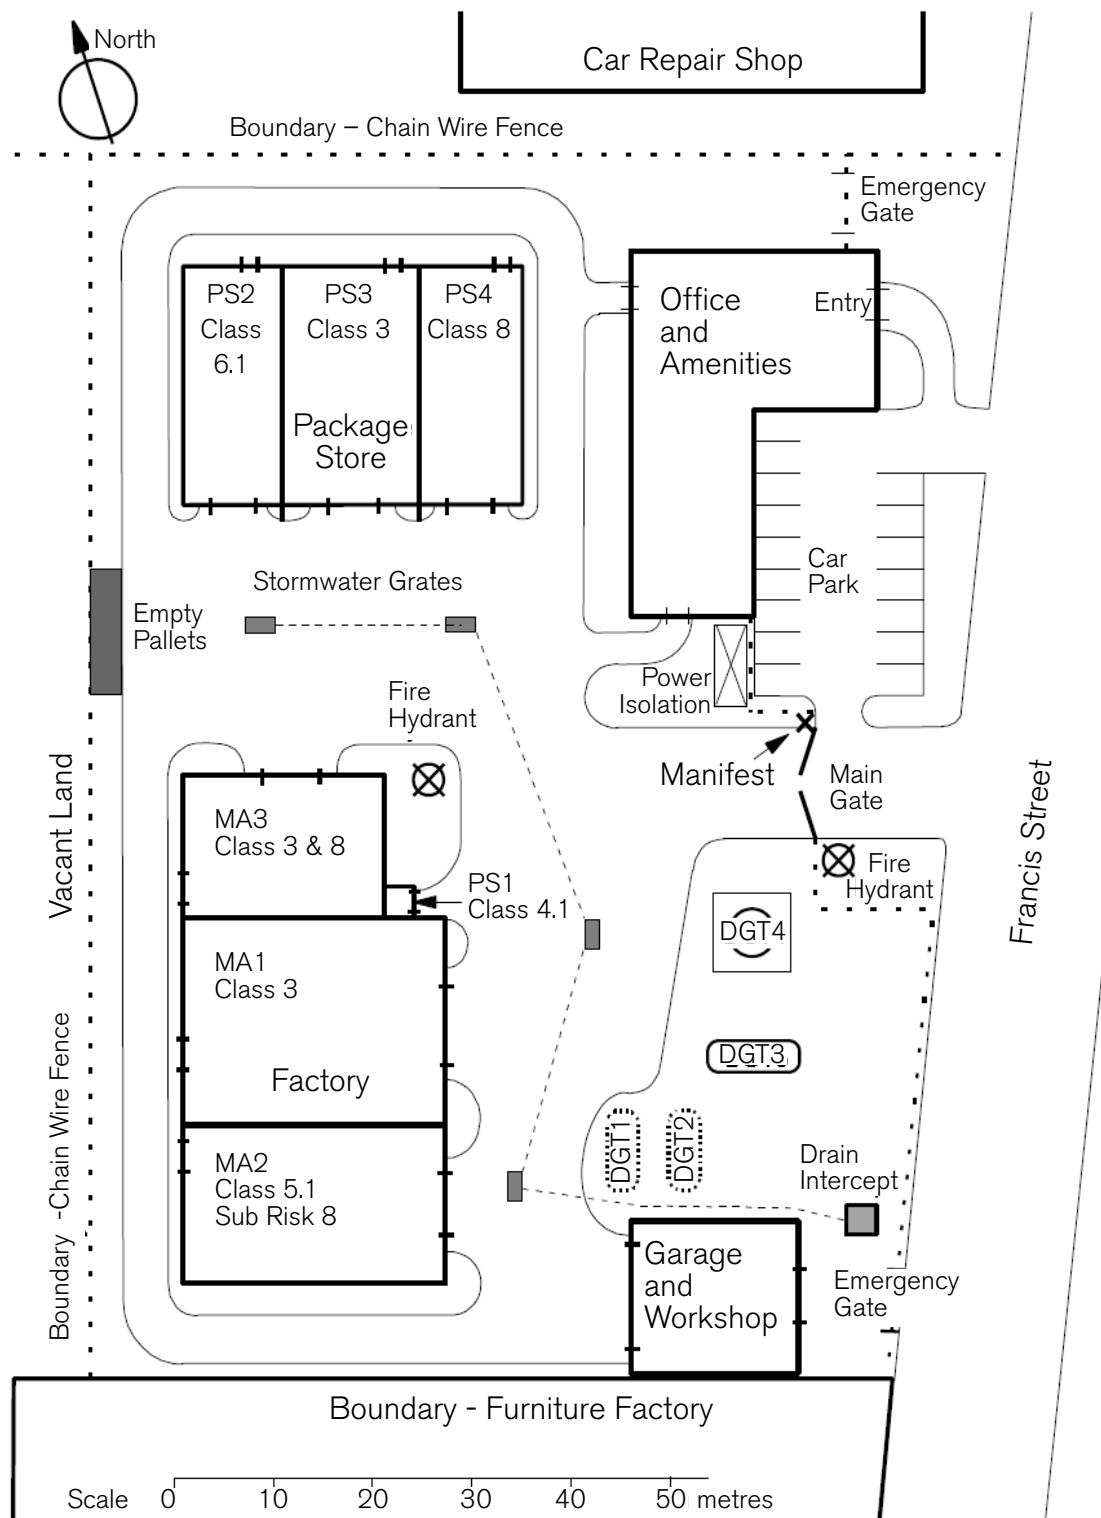 North
Car Repair Shop
Boundary – Chain Wire Fence
Emergency
Gate
PS2
Class
6.1
PS3
Class 3
PS4
Class 8
Package
Store
Office
and
Amenities
Entry
Stormwater Grates
Empty
Pallets
Car
Park
Fire
Hydrant
Power
Isolation
Manifest
Main
Gate
Vacant Land
MA3
Class 3 & 8
PS1
Class 4.1
Fire
Hydrant
Francis Street
DGT4
MA1
Class 3
Factory
DGT3
DGT1
DGT2
Boundary -Chain Wire Fence
MA2
Class 5.1
Sub Risk 8
Drain
Intercept
Garage
and
Workshop
Emergency
Gate
Boundary - Furniture Factory
Scale 0 10 20 30 40 50 metres